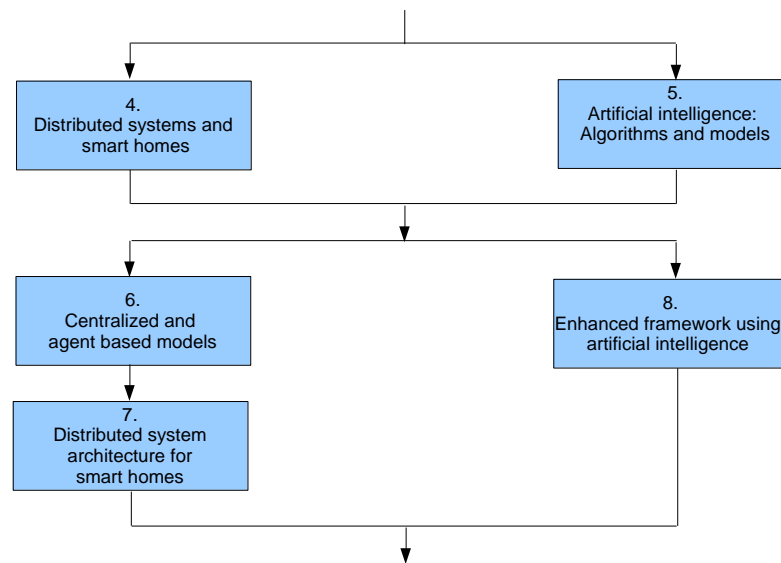 4.
Distributed systems and
smart homes
5.
Artificial intelligence:
Algorithms and models
6.
Centralized and
agent based models
8.
Enhanced framework using
artificial intelligence
7.
Distributed system
architecture for
smart homes